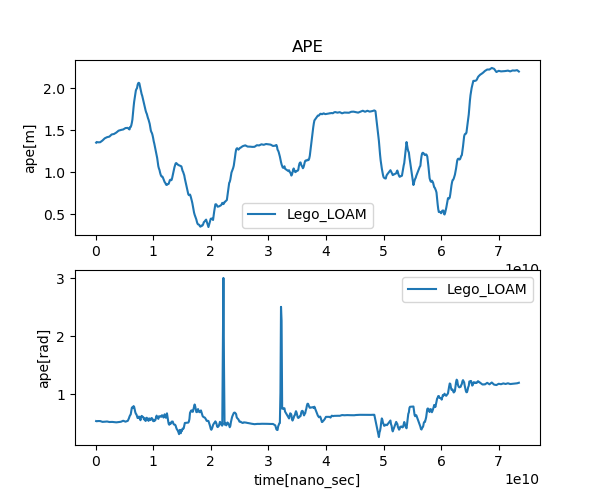 APE
ape[m]
2.0
1.5
1.0
0.5
Lego_LOAM
0 1 2 3 4 5 6 7
1e10
ape[rad]
3
2
1
Lego_LOAM
0 1 2 3 4 5 6 7
time[nano_sec]
1e10